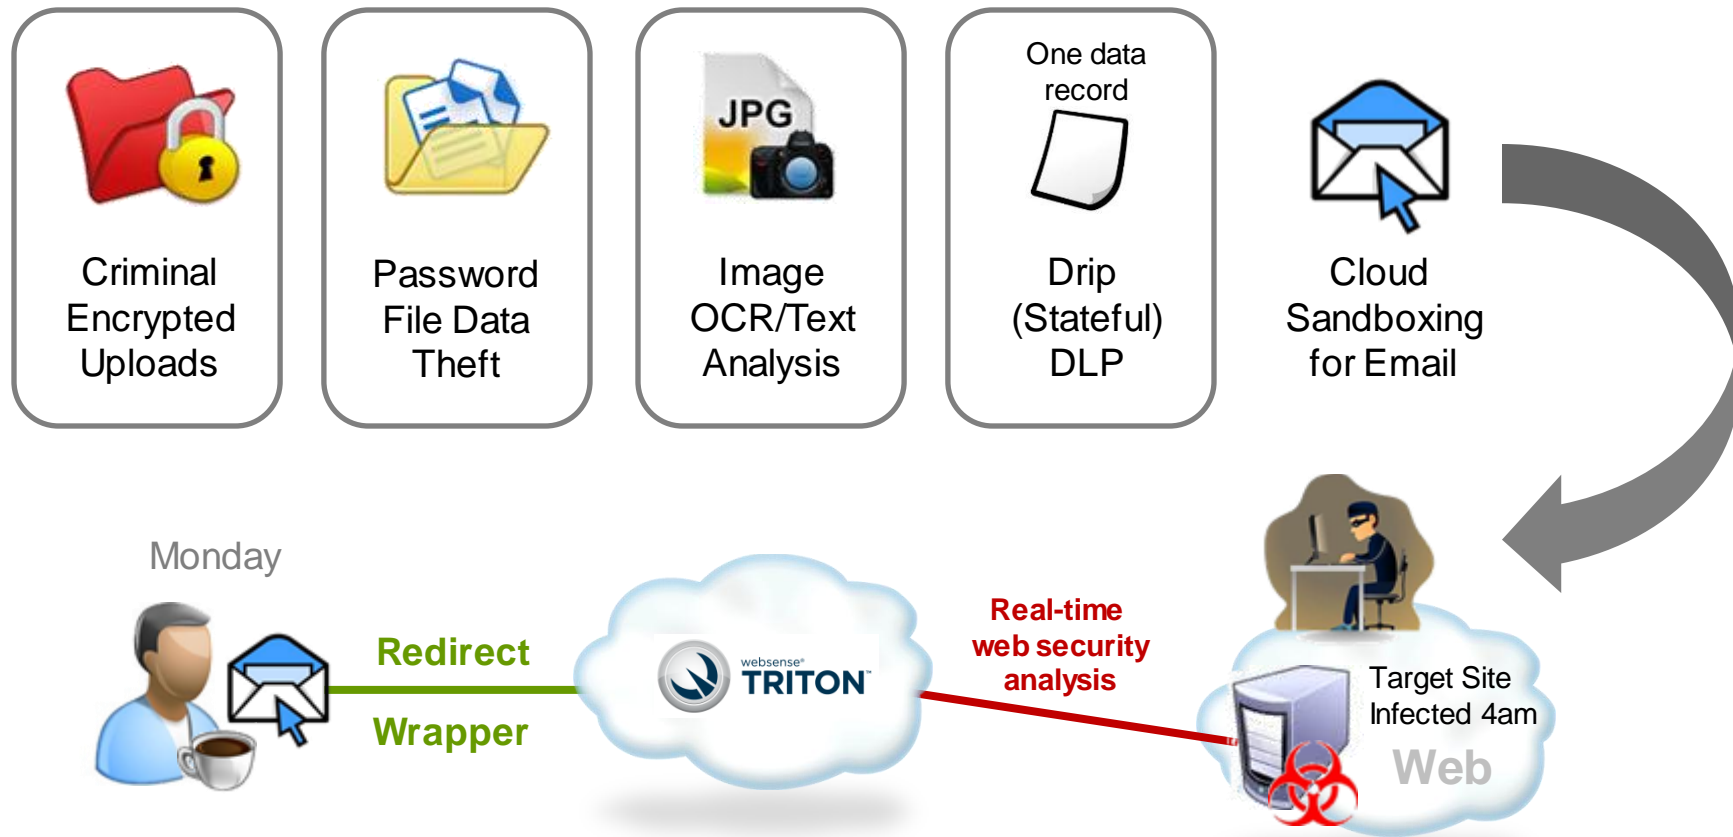 Criminal
Encrypted
Uploads
Password
File Data
Theft
JPG
Image
OCR/Text
Analysis
One data
record
Drip
(Stateful)
DLP
Cloud
Sandboxing
for Email
Monday
Redirect
Wrapper
websense®
TRITON™
Real-time
web security
analysis
Target Site
Infected 4am
Web